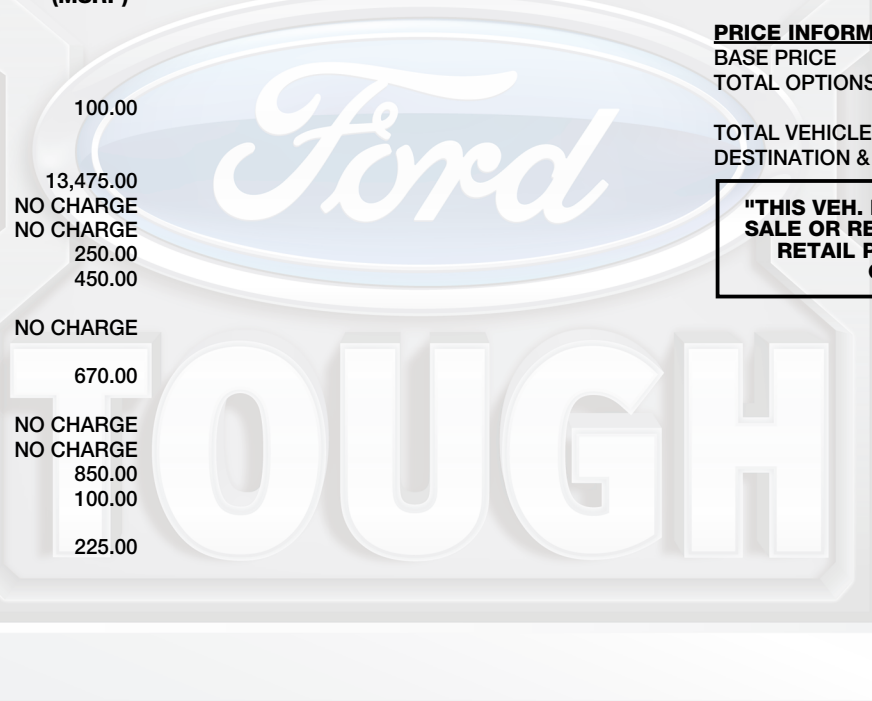 (MSRP)
100.00
13,475.00
NO CHARGE
NO CHARGE
250.00
450.00
NO CHARGE
670.00
NO CHARGE
NO CHARGE
850.00
100.00
225.00
Ford
TOUGH
PRICE INFORM
BASE PRICE
TOTAL OPTIONS
TOTAL VEHICLE
DESTINATION &
"THIS VEH.
SALE OR RE
RETAIL P